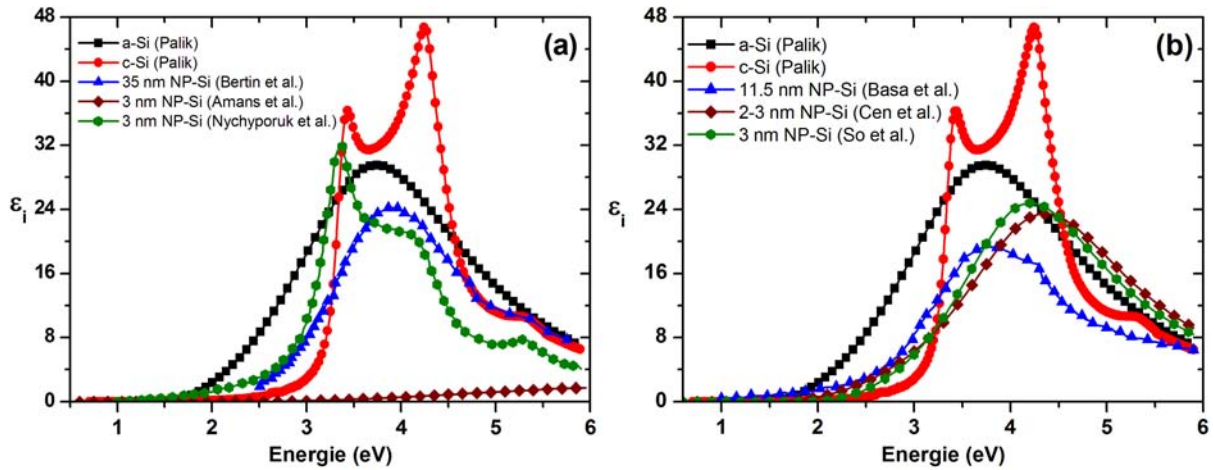 48
40
32
24
16
8
0
εi
(a)
a-Si (Palik)
c-Si (Palik)
35 nm NP-Si (Bertin et al.)
3 nm NP-Si (Amans et al.)
3 nm NP-Si (Nychyporuk et al.)
1 2 3 4 5 6
Energie (eV)
48
40
32
24
16
8
0
εi
(b)
a-Si (Palik)
c-Si (Palik)
11.5 nm NP-Si (Basa et al.)
2-3 nm NP-Si (Cen et al.)
3 nm NP-Si (So et al.)
1 2 3 4 5 6
Energie (eV)